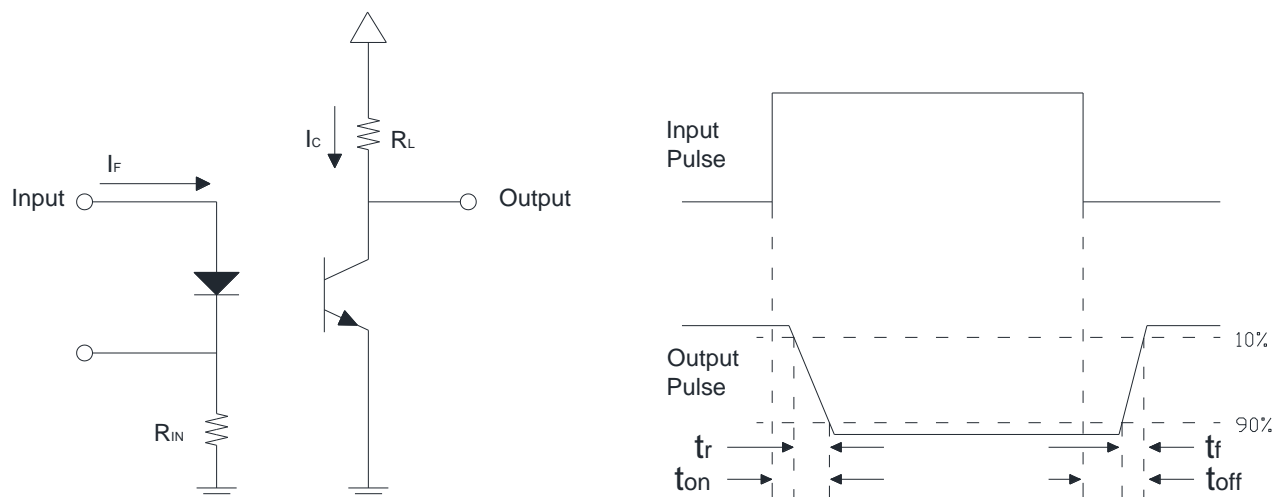 IC
RL
IF
Input
Output
RIN
Input
Pulse
Output
Pulse
10%
90%
tr
tf
ton
toff